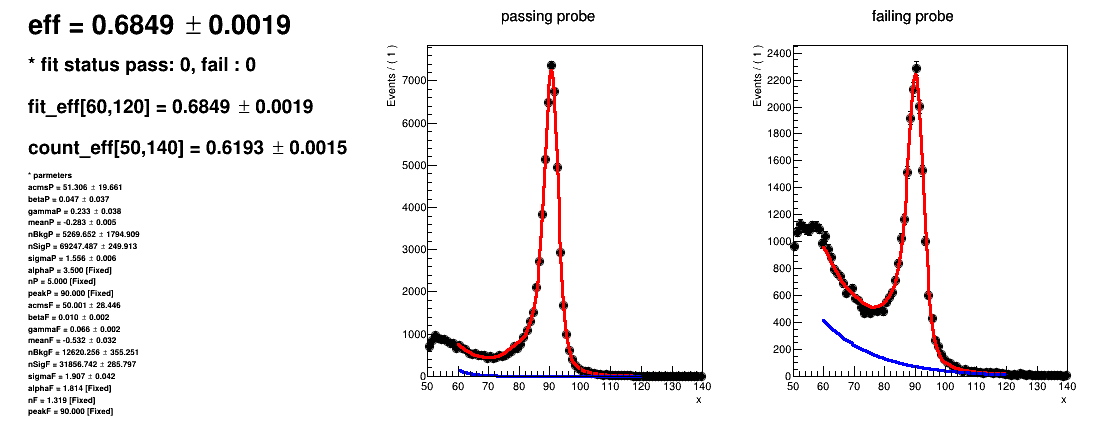 eff = 0.6849 ± 0.0019
* fit status pass: 0, fail : 0
fit_eff[60,120] = 0.6849 ± 0.0019
count_eff[50,140] = 0.6193 ± 0.0015
* parmeters
acmsP = 51.306 ± 19.661
betaP = 0.047 ± 0.037
gammaP = 0.233 ± 0.038
meanP = -0.283 ± 0.005
nBkgP = 5269.652 ± 1794.909
nSigP = 69247.487 ± 249.913
sigmaP = 1.556 ± 0.006
alphaP = 3.500 [Fixed]
nP = 5.000 [Fixed]
peakP = 90.000 [Fixed]
acmsF = 50.001 ± 28.446
betaF = 0.010 ± 0.002
gammaF = 0.066 ± 0.002
meanF = -0.532 ± 0.032
nBkgF = 12620.256 ± 355.251
nSigF = 31856.742 ± 285.797
sigmaF = 1.907 ± 0.042
alphaF = 1.814 [Fixed]
nF = 1.319 [Fixed]
peakF = 90.000 [Fixed]
passing probe
Events / ( 1 )
7000
6000
5000
4000
3000
2000
1000
0
50 60 70 80 90 100 110 120 130 140
x
failing probe
Events / ( 1 )
2400
2200
2000
1800
1600
1400
1200
1000
800
600
400
200
0
50 60 70 80 90 100 110 120 130 140
x